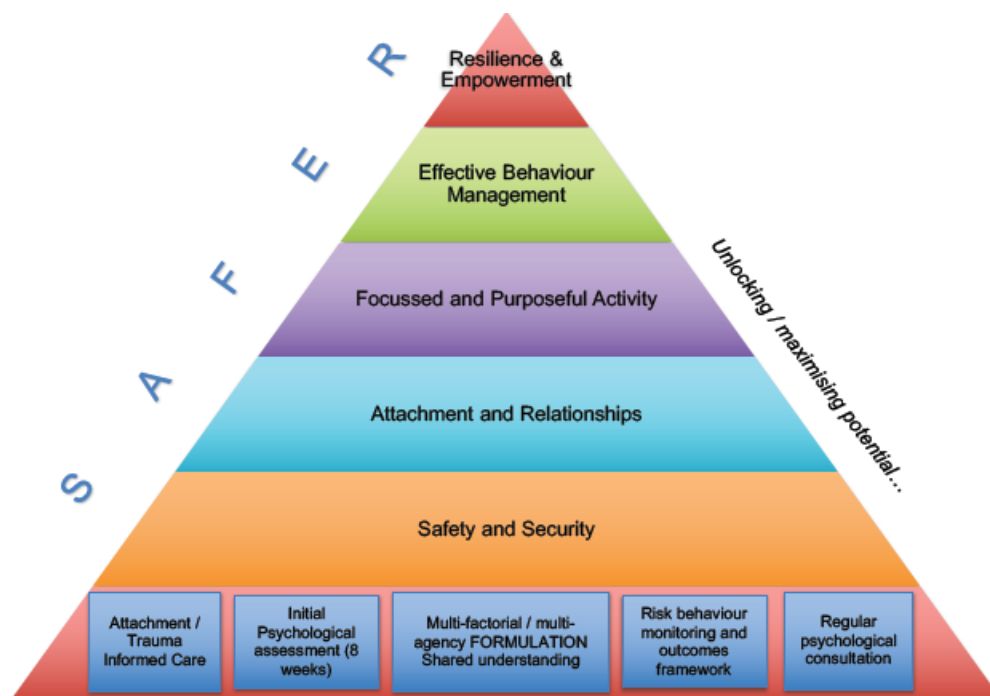 R
Resilience &
Empowerment
E
Effective Behaviour
Management
F
Focussed and Purposeful Activity
Unlocking / maximising potential...
A
Attachment and Relationships
S
Safety and Security
Attachment /
Trauma
Informed Care
Initial
Psychological
assessment (8
weeks)
Multi-factorial / multi-
agency FORMULATION
Shared understanding
Risk behaviour
monitoring and
outcomes
framework
Regular
psychological
consultation